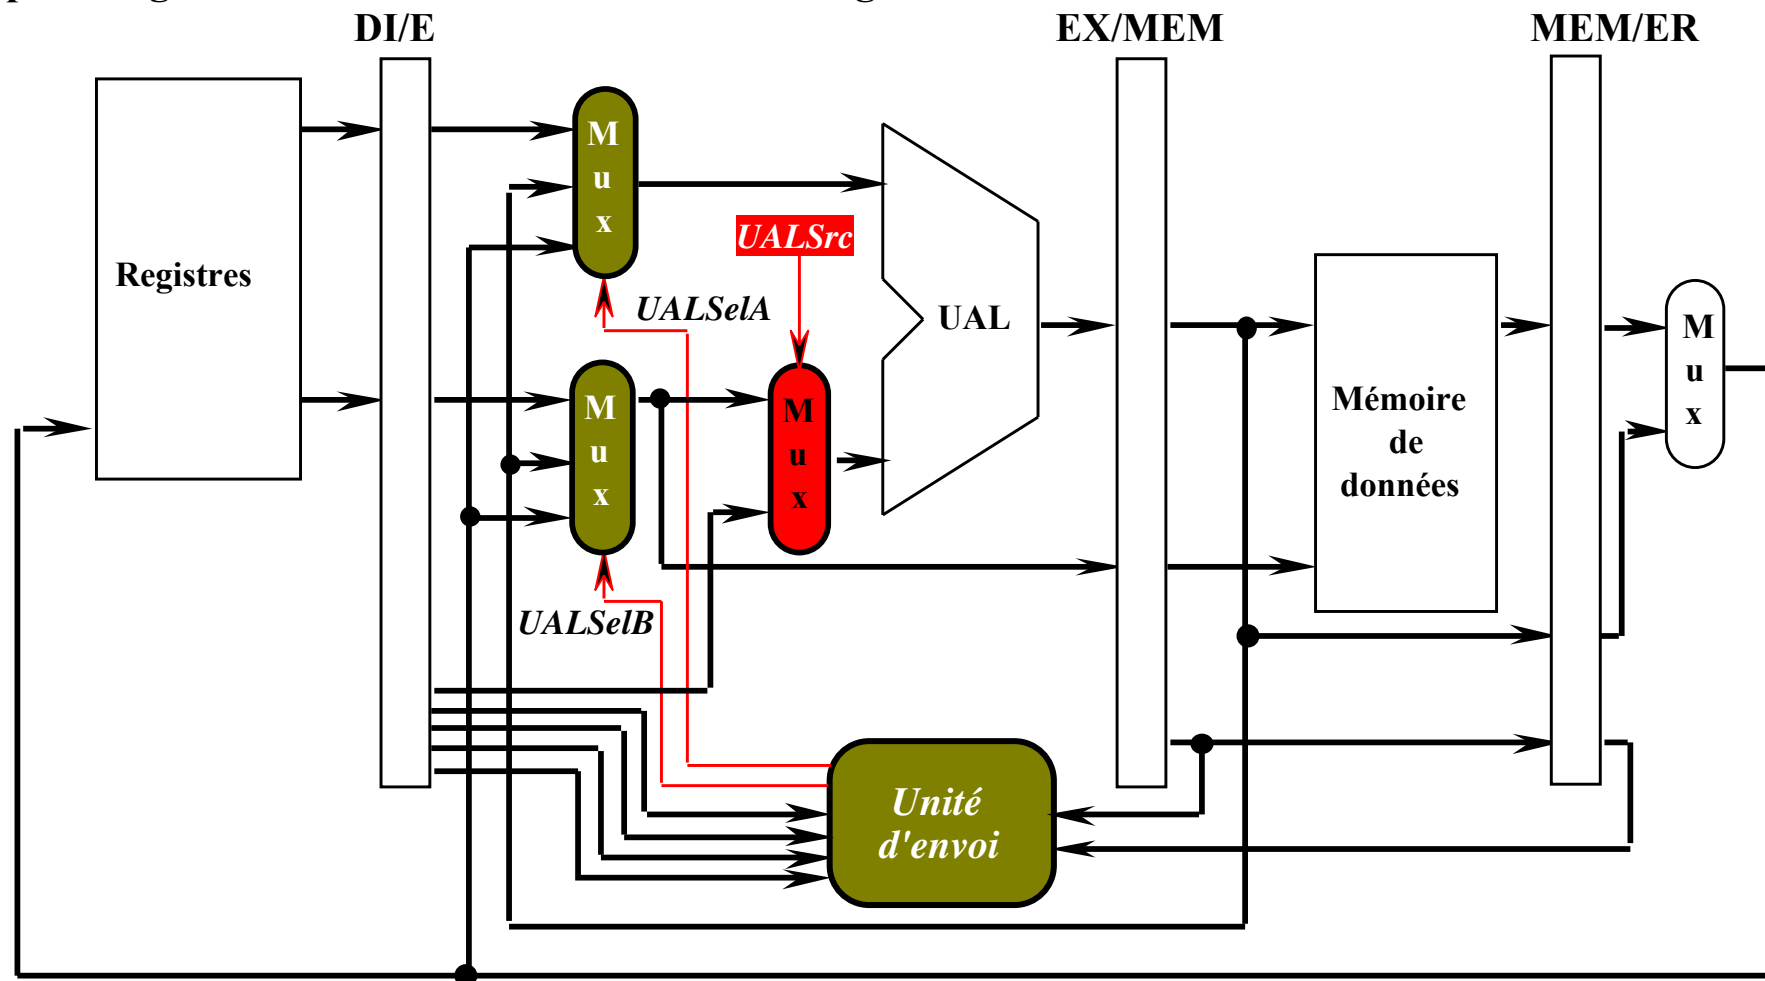 DI/E
EX/MEM
MEM/ER
M
u
x
UALSrc
Registres
UALSelA
UAL
M
u
x
M
u
x
M
u
x
Mémoire
de
données
UALSelB
Unité
d'envoi